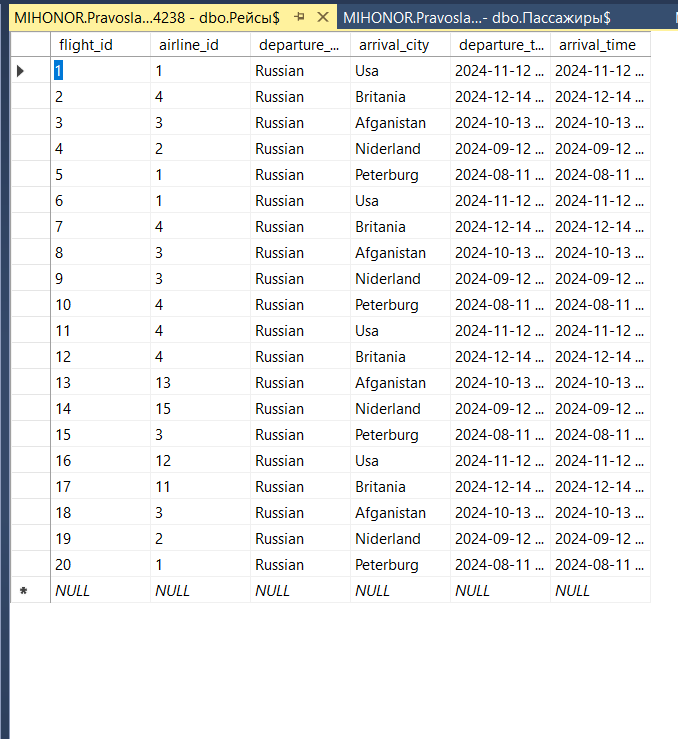 MIHONOR.Pravosla...4238 - dbo.Рейсы$ MIHONOR.Pravosla...- dbo.Пассажиры$
flight_id airline_id departure_... arrival_city departure_t... arrival_time
1 1 Russian Usa 2024-11-12 ... 2024-11-12 ...
2 4 Russian Britania 2024-12-14 ... 2024-12-14 ...
3 3 Russian Afganistan 2024-10-13 ... 2024-10-13 ...
4 2 Russian Niderland 2024-09-12 ... 2024-09-12 ...
5 1 Russian Peterburg 2024-08-11 ... 2024-08-11 ...
6 1 Russian Usa 2024-11-12 ... 2024-11-12 ...
7 4 Russian Britania 2024-12-14 ... 2024-12-14 ...
8 3 Russian Afganistan 2024-10-13 ... 2024-10-13 ...
9 3 Russian Niderland 2024-09-12 ... 2024-09-12 ...
10 4 Russian Peterburg 2024-08-11 ... 2024-08-11 ...
11 4 Russian Usa 2024-11-12 ... 2024-11-12 ...
12 4 Russian Britania 2024-12-14 ... 2024-12-14 ...
13 13 Russian Afganistan 2024-10-13 ... 2024-10-13 ...
14 15 Russian Niderland 2024-09-12 ... 2024-09-12 ...
15 3 Russian Peterburg 2024-08-11 ... 2024-08-11 ...
16 12 Russian Usa 2024-11-12 ... 2024-11-12 ...
17 11 Russian Britania 2024-12-14 ... 2024-12-14 ...
18 3 Russian Afganistan 2024-10-13 ... 2024-10-13 ...
19 2 Russian Niderland 2024-09-12 ... 2024-09-12 ...
20 1 Russian Peterburg 2024-08-11 ... 2024-08-11 ...
* NULL NULL NULL NULL NULL NULL